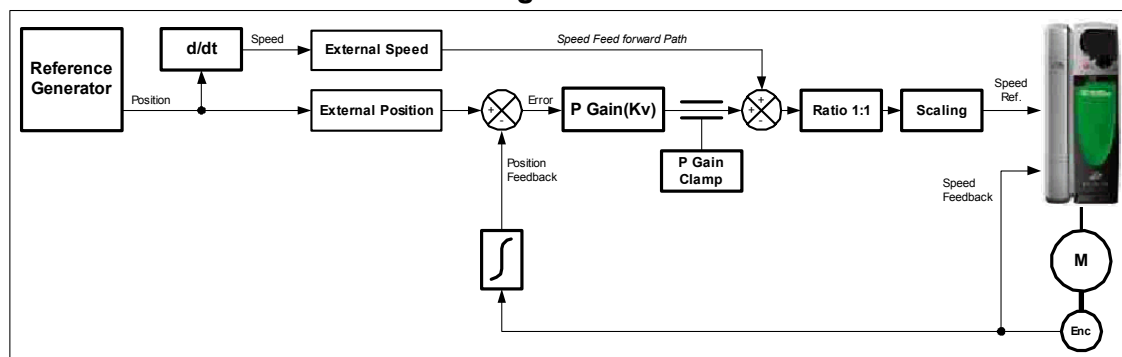 d/dt
Speed
External Speed
Speed Feed forward Path
Reference
Generator
Position
External Position
+
+
-
Error
P Gain(Kv)
+
+
-
Ratio 1:1
Scaling
Speed
Ref.
P Gain
Clamp
Position
Feedback
Speed
Feedback
M
Enc